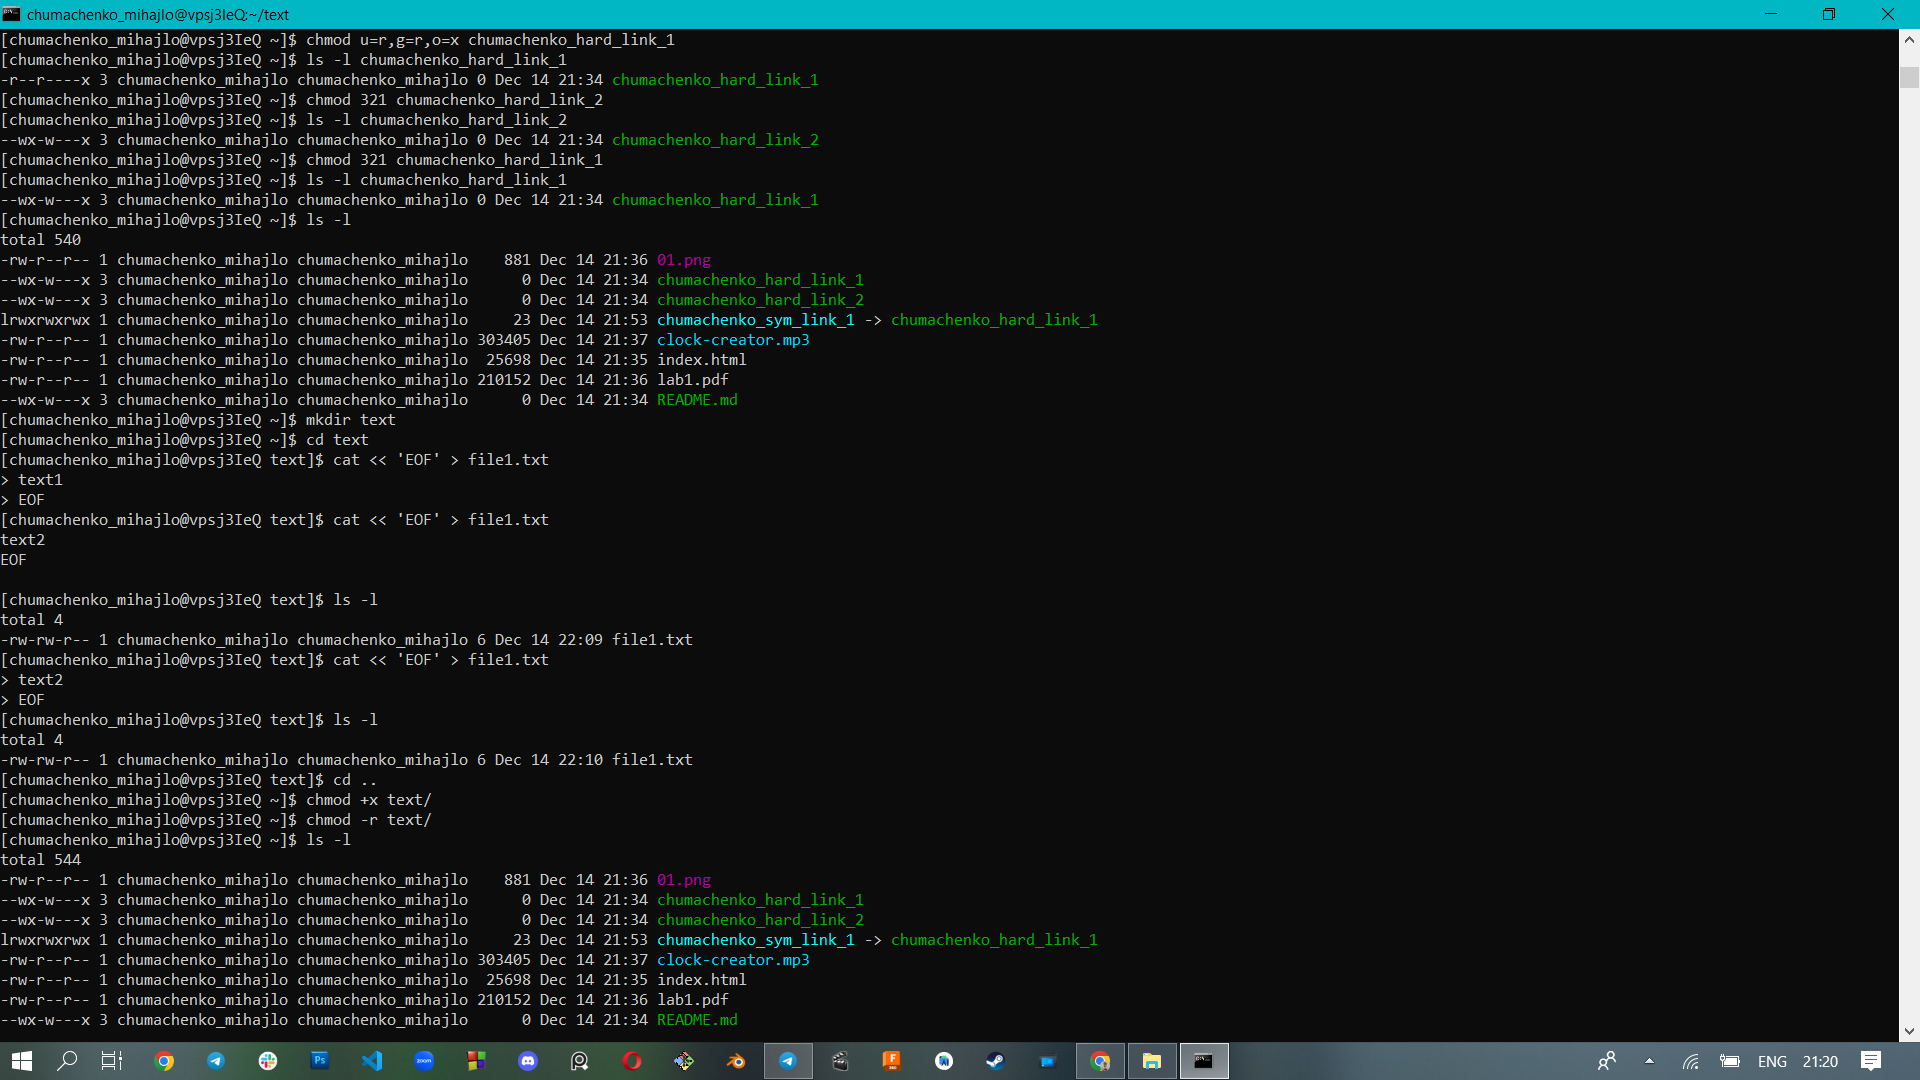 chumachenko_mihajlo@vpsj3IeQ:~/text
[chumachenko_mihajlo@vpsj3IeQ ~]$ chmod u=r,g=r,o=x chumachenko_hard_link_1
[chumachenko_mihajlo@vpsj3IeQ ~]$ ls -l chumachenko_hard_link_1
-r--r----x 3 chumachenko_mihajlo chumachenko_mihajlo 0 Dec 14 21:34 chumachenko_hard_link_1
[chumachenko_mihajlo@vpsj3IeQ ~]$ chmod 321 chumachenko_hard_link_2
[chumachenko_mihajlo@vpsj3IeQ ~]$ ls -l chumachenko_hard_link_2
--wx-w---x 3 chumachenko_mihajlo chumachenko_mihajlo 0 Dec 14 21:34 chumachenko_hard_link_2
[chumachenko_mihajlo@vpsj3IeQ ~]$ chmod 321 chumachenko_hard_link_1
[chumachenko_mihajlo@vpsj3IeQ ~]$ ls -l chumachenko_hard_link_1
--wx-w---x 3 chumachenko_mihajlo chumachenko_mihajlo 0 Dec 14 21:34 chumachenko_hard_link_1
[chumachenko_mihajlo@vpsj3IeQ ~]$ ls -l
total 540
-rw-r--r-- 1 chumachenko_mihajlo chumachenko_mihajlo    881 Dec 14 21:36 01.png
--wx-w---x 3 chumachenko_mihajlo chumachenko_mihajlo      0 Dec 14 21:34 chumachenko_hard_link_1
--wx-w---x 3 chumachenko_mihajlo chumachenko_mihajlo      0 Dec 14 21:34 chumachenko_hard_link_2
lrwxrwxrwx 1 chumachenko_mihajlo chumachenko_mihajlo     23 Dec 14 21:53 chumachenko_sym_link_1 -> chumachenko_hard_link_1
-rw-r--r-- 1 chumachenko_mihajlo chumachenko_mihajlo 303405 Dec 14 21:37 clock-creator.mp3
-rw-r--r-- 1 chumachenko_mihajlo chumachenko_mihajlo  25698 Dec 14 21:35 index.html
-rw-r--r-- 1 chumachenko_mihajlo chumachenko_mihajlo 210152 Dec 14 21:36 lab1.pdf
--wx-w---x 3 chumachenko_mihajlo chumachenko_mihajlo      0 Dec 14 21:34 README.md
[chumachenko_mihajlo@vpsj3IeQ ~]$ mkdir text
[chumachenko_mihajlo@vpsj3IeQ ~]$ cd text
[chumachenko_mihajlo@vpsj3IeQ text]$ cat << 'EOF' > file1.txt
> text1
> EOF
[chumachenko_mihajlo@vpsj3IeQ text]$ cat << 'EOF' > file1.txt
text2
EOF
[chumachenko_mihajlo@vpsj3IeQ text]$ ls -l
total 4
-rw-rw-r-- 1 chumachenko_mihajlo chumachenko_mihajlo 6 Dec 14 22:09 file1.txt
[chumachenko_mihajlo@vpsj3IeQ text]$ cat << 'EOF' > file1.txt
> text2
> EOF
[chumachenko_mihajlo@vpsj3IeQ text]$ ls -l
total 4
-rw-rw-r-- 1 chumachenko_mihajlo chumachenko_mihajlo 6 Dec 14 22:10 file1.txt
[chumachenko_mihajlo@vpsj3IeQ text]$ cd ..
[chumachenko_mihajlo@vpsj3IeQ ~]$ chmod +x text/
[chumachenko_mihajlo@vpsj3IeQ ~]$ chmod -r text/
[chumachenko_mihajlo@vpsj3IeQ ~]$ ls -l
total 544
-rw-r--r-- 1 chumachenko_mihajlo chumachenko_mihajlo    881 Dec 14 21:36 01.png
--wx-w---x 3 chumachenko_mihajlo chumachenko_mihajlo      0 Dec 14 21:34 chumachenko_hard_link_1
--wx-w---x 3 chumachenko_mihajlo chumachenko_mihajlo      0 Dec 14 21:34 chumachenko_hard_link_2
lrwxrwxrwx 1 chumachenko_mihajlo chumachenko_mihajlo     23 Dec 14 21:53 chumachenko_sym_link_1 -> chumachenko_hard_link_1
-rw-r--r-- 1 chumachenko_mihajlo chumachenko_mihajlo 303405 Dec 14 21:37 clock-creator.mp3
-rw-r--r-- 1 chumachenko_mihajlo chumachenko_mihajlo  25698 Dec 14 21:35 index.html
-rw-r--r-- 1 chumachenko_mihajlo chumachenko_mihajlo 210152 Dec 14 21:36 lab1.pdf
--wx-w---x 3 chumachenko_mihajlo chumachenko_mihajlo      0 Dec 14 21:34 README.md
Ps zoom ENG 21:20